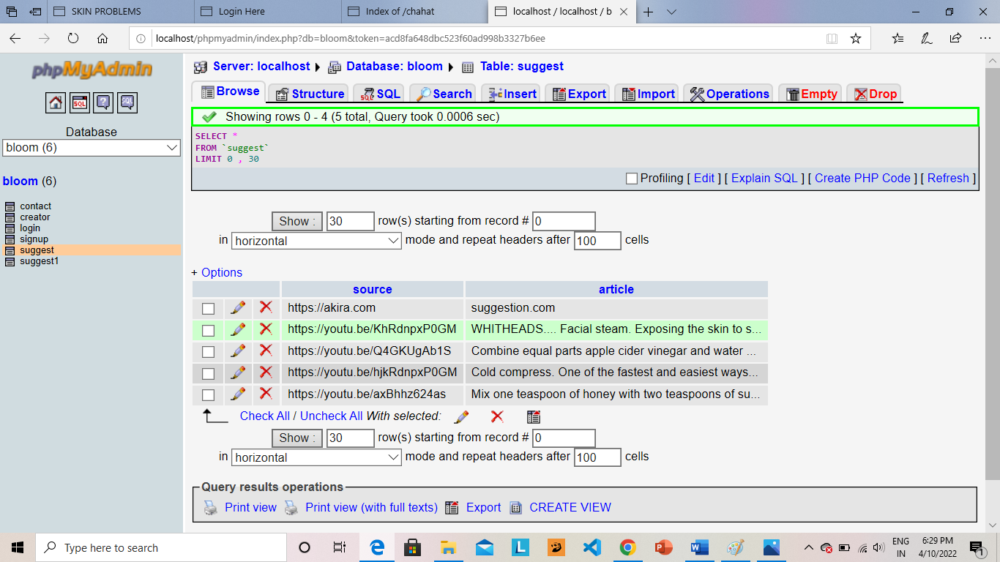 SKIN PROBLEMS
Login Here
Index of /chahat
localhost / localhost / b
localhost/phpmyadmin/index.php?db=bloom&token=acd8fa648dbc523f60ad998b3327b6ee
phpMyAdmin
SQL
SQL
Database
bloom (6)
bloom (6)
contact
creator
login
signup
suggest
suggest1
Server: localhost
Database: bloom
Table: suggest
Browse
Structure
SQL
Search
Insert
Export
Import
Operations
Empty
Drop
Showing rows 0 - 4 (5 total, Query took 0.0006 sec)
SELECT *
FROM `suggest`
LIMIT 0 , 30
Profiling [ Edit ] [ Explain SQL ] [ Create PHP Code ] [ Refresh ]
Show : 30 row(s) starting from record # 0
in horizontal mode and repeat headers after 100 cells
+ Options
source article
https://akira.com suggestion.com
https://youtu.be/KhRdnpxP0GM WHITHEADS.... Facial steam. Exposing the skin to s...
https://youtu.be/Q4GKUgAb1S Combine equal parts apple cider vinegar and water ...
https://youtu.be/hjkRdnpxP0GM Cold compress. One of the fastest and easiest ways...
https://youtu.be/axBhhz624as Mix one teaspoon of honey with two teaspoons of su...
Check All / Uncheck All With selected:
Show : 30 row(s) starting from record # 0
in horizontal mode and repeat headers after 100 cells
Query results operations
Print view
Print view (with full texts)
Export
CREATE VIEW
Type here to search
ENG
IN
6:29 PM
4/10/2022
1